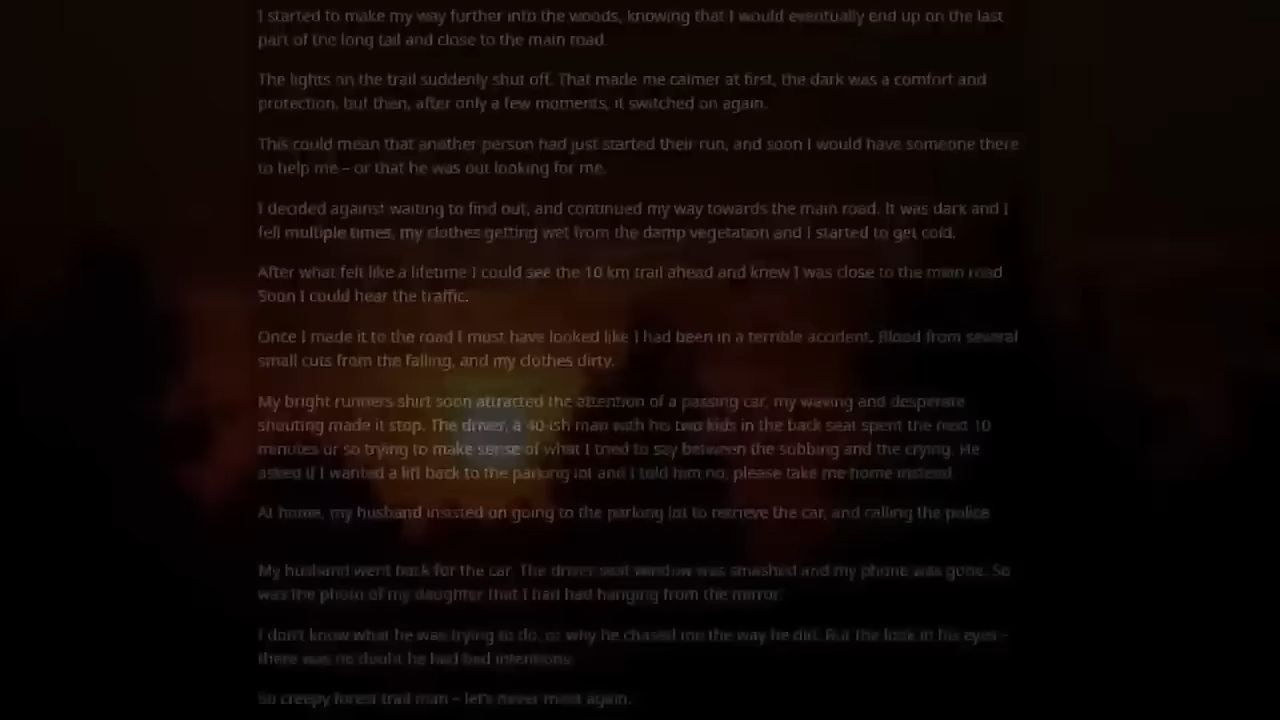 I started to make my way further into the woods, knowing that I would eventually end up on the last
part of the long tail and close to the main road.
The lights on the trail suddenly shut off. That made me calmer at first, the dark was a comfort and
protection, but then, after only a few moments, it switched on again.
This could mean that another person had just started their run, and soon I would have someone there
to help me – or that he was out looking for me.
I decided against waiting to find out, and continued my way towards the main road. It was dark and I
fell multiple times, my clothes getting wet from the damp vegetation and I started to get cold.
After what felt like a lifetime I could see the 10 km trail ahead and knew I was close to the main road.
Soon I could hear the traffic.
Once I made it to the road I must have looked like I had been in a terrible accident. Blood from several
small cuts from the falling, and my clothes dirty.
My bright runners shirt soon attracted the attention of a passing car, my waving and desperate
shouting made it stop. The driver, a 40-ish man with his two kids in the back seat spent the next 10
minutes or so trying to make sense of what I tried to say between the sobbing and the crying. He
asked if I wanted a lift back to the parking lot and I told him no, please take me home instead.
At home, my husband insisted on going to the parking lot to retrieve the car, and calling the police.
My husband went back for the car. The driver seat window was smashed and my phone was gone. So
was the photo of my daughter that I had had hanging from the mirror.
I don't know what he was trying to do, or why he chased me the way he did. But the look in his eyes –
there was no doubt he had bad intentions.
So creepy forest trail man – let's never meet again.